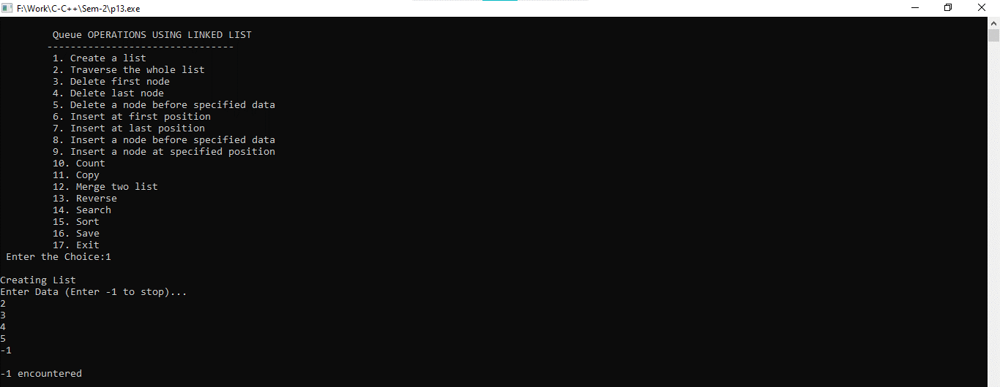 F:\Work\C-C++\Sem-2\p13.exe
Queue OPERATIONS USING LINKED LIST
--------------------------------
1. Create a list
2. Traverse the whole list
3. Delete first node
4. Delete last node
5. Delete a node before specified data
6. Insert at first position
7. Insert at last position
8. Insert a node before specified data
9. Insert a node at specified position
10. Count
11. Copy
12. Merge two list
13. Reverse
14. Search
15. Sort
16. Save
17. Exit
Enter the Choice:1
Creating List
Enter Data (Enter -1 to stop)...
2
3
4
5
-1
-1 encountered